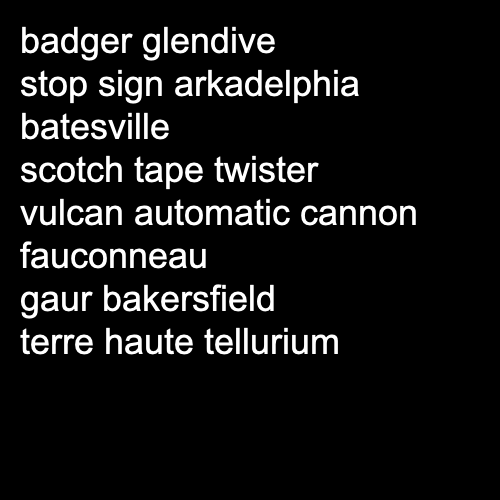 badger glendive
stop sign arkadelphia
batesville
scotch tape twister
vulcan automatic cannon
fauconneau
gaur bakersfield
terre haute tellurium